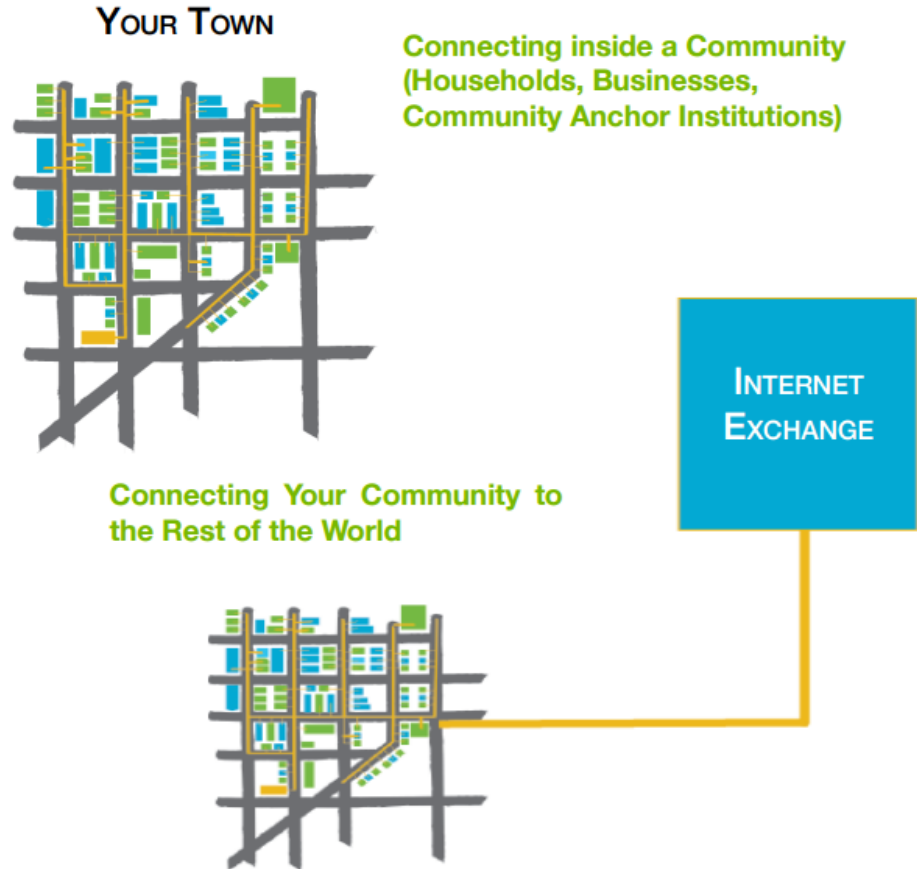 YOUR TOWN
Connecting inside a Community
(Households, Businesses,
Community Anchor Institutions)
INTERNET
EXCHANGE
Connecting Your Community to
the Rest of the World